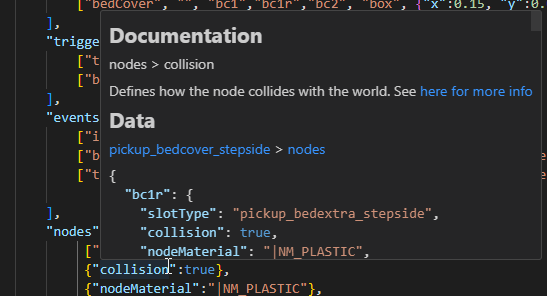 ["bedCover", "", "bc1","bc1r","bc2", "box", {"x":0.15, "y":0.
],
"trigge
["t
["b
],
"events
["i
["b
["t
],
"nodes"
["
{"collision":true},
{"nodeMaterial":"|NM_PLASTIC"},
Documentation
nodes > collision
Defines how the node collides with the world. See here for more info
Data
pickup_bedcover_stepside > nodes
{
"bc1r": {
"slotType": "pickup_bedextra_stepside",
"collision": true,
"nodeMaterial": "|NM_PLASTIC",